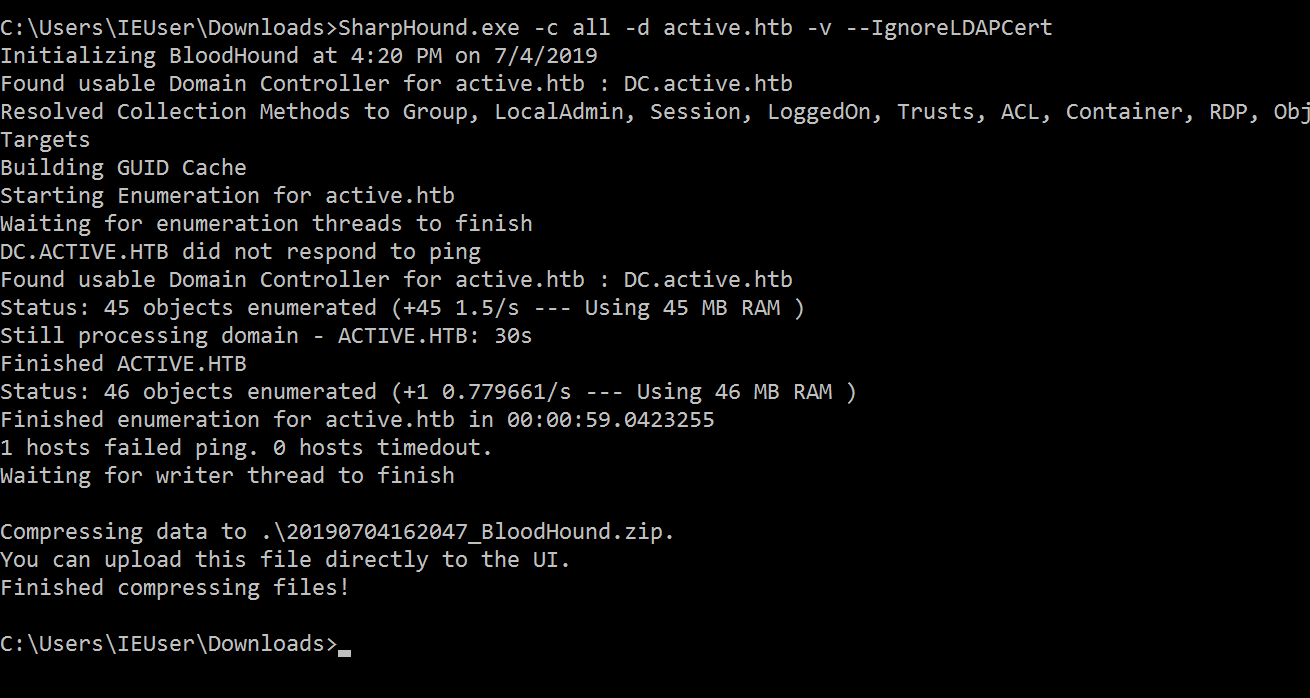 C:\Users\IEUser\Downloads>SharpHound.exe -c all -d active.htb -v --IgnoreLDAPCert
Initializing BloodHound at 4:20 PM on 7/4/2019
Found usable Domain Controller for active.htb : DC.active.htb
Resolved Collection Methods to Group, LocalAdmin, Session, LoggedOn, Trusts, ACL, Container, RDP, Obj
Targets
Building GUID Cache
Starting Enumeration for active.htb
Waiting for enumeration threads to finish
DC.ACTIVE.HTB did not respond to ping
Found usable Domain Controller for active.htb : DC.active.htb
Status: 45 objects enumerated (+45 1.5/s --- Using 45 MB RAM )
Still processing domain - ACTIVE.HTB: 30s
Finished ACTIVE.HTB
Status: 46 objects enumerated (+1 0.779661/s --- Using 46 MB RAM )
Finished enumeration for active.htb in 00:00:59.0423255
1 hosts failed ping. 0 hosts timedout.
Waiting for writer thread to finish

Compressing data to .\20190704162047_BloodHound.zip.
You can upload this file directly to the UI.
Finished compressing files!

C:\Users\IEUser\Downloads>